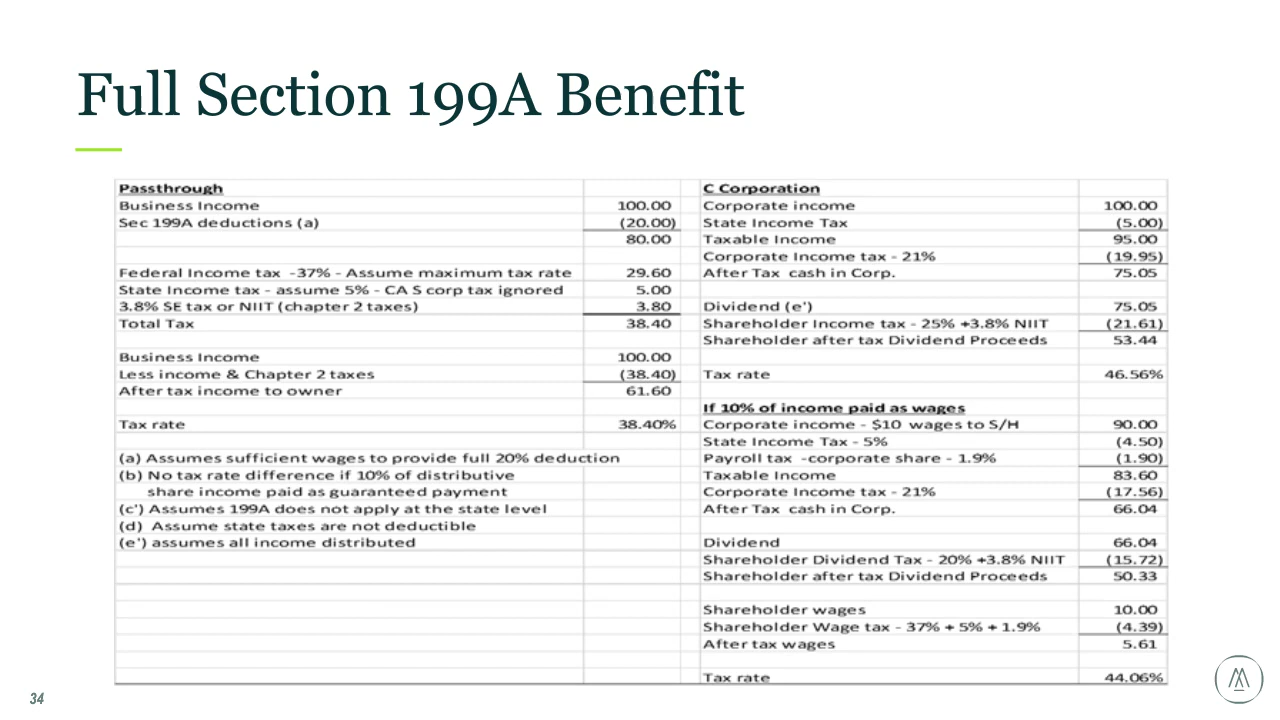 Full Section 199A Benefit
Passthrough
Business Income 100.00
Sec 199A deductions (a) (20.00)
80.00
Federal Income tax -37% - Assume maximum tax rate 29.60
State Income tax - assume 5% - CA S corp tax ignored 5.00
3.8% SE tax or NIIT (chapter 2 taxes) 3.80
Total Tax 38.40
Business Income 100.00
Less income & Chapter 2 taxes (38.40)
After tax income to owner 61.60
Tax rate 38.40%
(a) Assumes sufficient wages to provide full 20% deduction
(b) No tax rate difference if 10% of distributive
share income paid as guaranteed payment
(c') Assumes 199A does not apply at the state level
(d) Assume state taxes are not deductible
(e') assumes all income distributed
C Corporation
Corporate income 100.00
State Income Tax (5.00)
Taxable Income 95.00
Corporate Income tax - 21% (19.95)
After Tax cash in Corp. 75.05
Dividend (e') 75.05
Shareholder Income tax - 25% +3.8% NIIT (21.61)
Shareholder after tax Dividend Proceeds 53.44
Tax rate 46.56%
If 10% of income paid as wages
Corporate income - $10 wages to S/H 90.00
State Income Tax - 5% (4.50)
Payroll tax -corporate share - 1.9% (1.90)
Taxable Income 83.60
Corporate Income tax - 21% (17.56)
After Tax cash in Corp. 66.04
Dividend 66.04
Shareholder Dividend Tax - 20% +3.8% NIIT (15.72)
Shareholder after tax Dividend Proceeds 50.33
Shareholder wages 10.00
Shareholder Wage tax - 37% + 5% + 1.9% (4.39)
After tax wages 5.61
Tax rate 44.06%
34